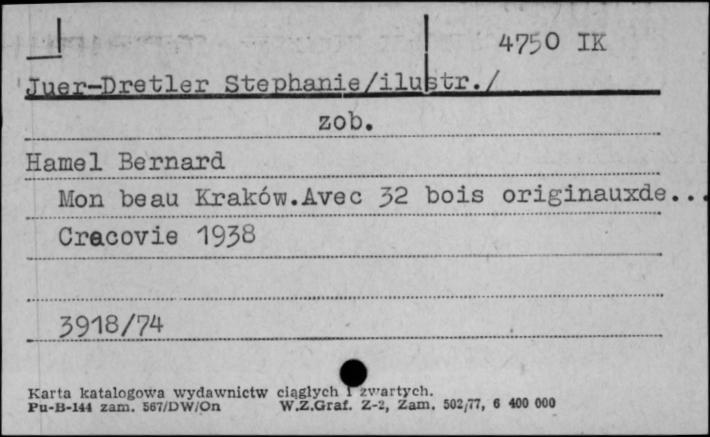 4750 IK
Juer-Dretler Stephanie/ilustr./
zob.
Hamel Bernard
Mon beau Kraków.Avec 32 bois originauxde...
Cracovie 1938
3918/74
Karta katalogowa wydawnictw ciągłych i zwartych.
Pu-B-144 zam. 567/DW/On W.Z.Graf. Z-2, Zam. 502/77, 6 400 000